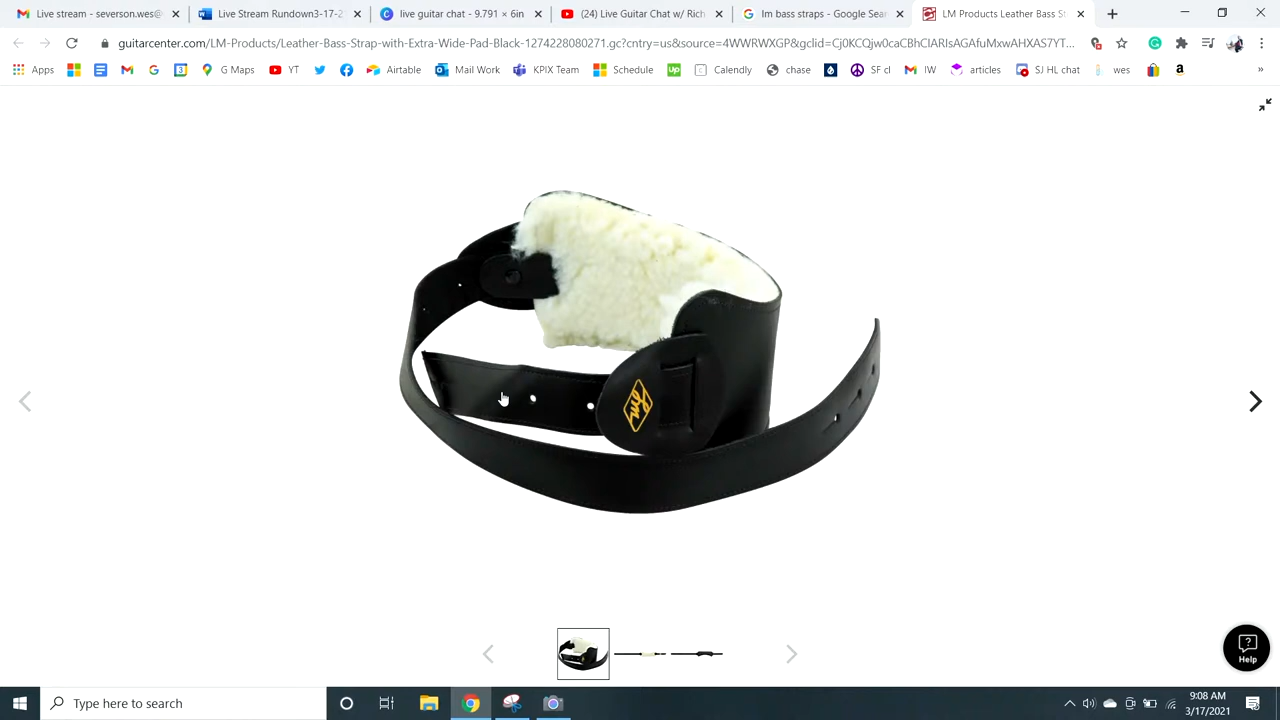 Live stream - severson.wes@
Live Stream Rundown3-17-2
live guitar chat - 9.791 × 6in
(24) Live Guitar Chat w/ Rich
lm bass straps - Google Sear
LM Products Leather Bass St
guitarcenter.com/LM-Products/Leather-Bass-Strap-with-Extra-Wide-Pad-Black-1274228080271.gc?cntry=us&source=4WWRWXGP&gclid=Cj0KCQjw0caCBhCIARIsAGAfuMxwAHXAS7YT...
Apps
G Maps
YT
Airtable
Mail Work
KPIX Team
Schedule
Calendly
chase
SF cl
IW
articles
SJ HL chat
wes
»
lm
Help
Type here to search
9:08 AM
3/17/2021